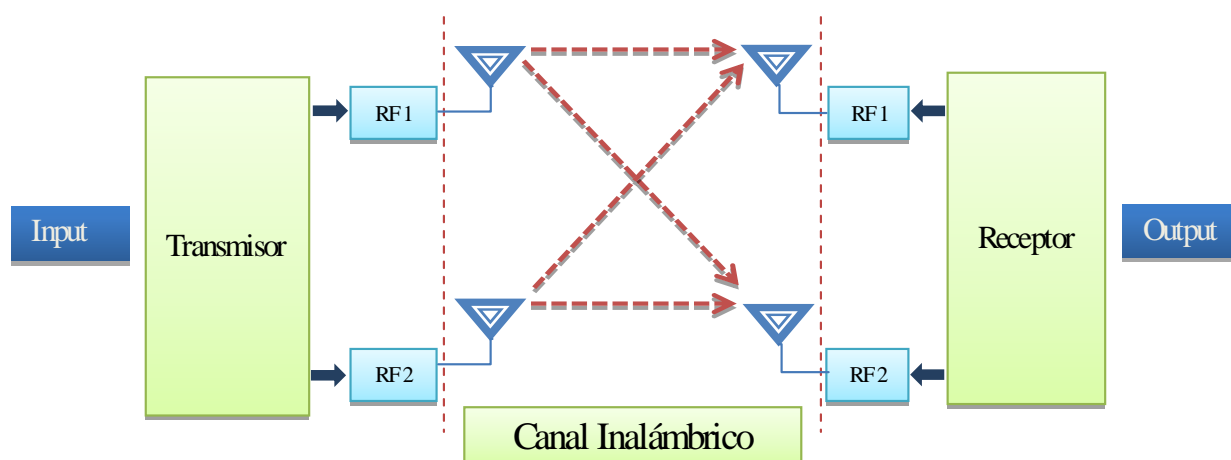 RF1
RF1
Input
Transmisor
Receptor
Output
RF2
RF2
Canal Inalámbrico